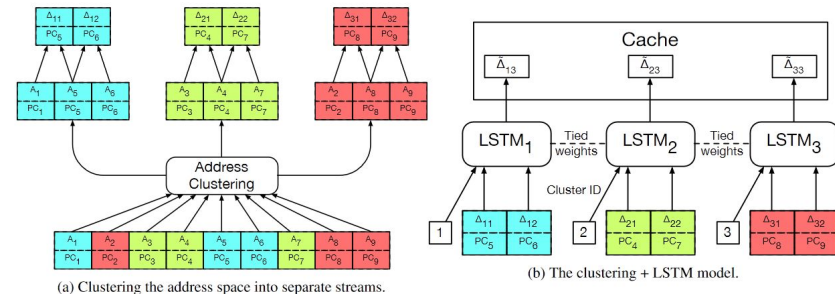 Δ11 Δ12 Δ21 Δ22 Δ31 Δ32
PC5 PC6 PC4 PC7 PC8 PC9
A1 A5 A6 A3 A4 A7 A2 A8 A9
PC1 PC5 PC6 PC3 PC4 PC7 PC2 PC8 PC9
Address
Clustering
A1 A2 A3 A4 A5 A6 A7 A8 A9
PC1 PC2 PC3 PC4 PC5 PC6 PC7 PC8 PC9
(a) Clustering the address space into separate streams.
Cache
Δ̃13 Δ̃23 Δ̃33
LSTM1 Tied weights LSTM2 Tied weights LSTM3
Cluster ID
1 Δ11 Δ12 2 Δ21 Δ22 3 Δ31 Δ32
PC5 PC6 PC4 PC7 PC8 PC9
(b) The clustering + LSTM model.